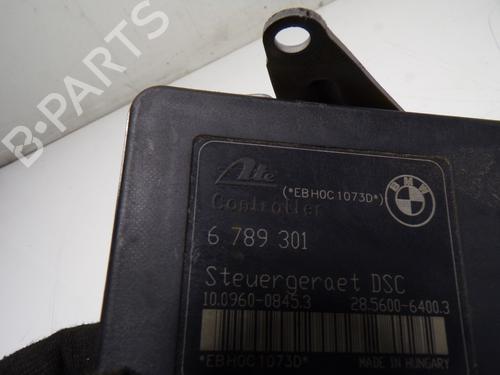 B-PARTS
Ate
(*EBH0C1073D*)
BMW
Controller
6 789 301
Steuergeraet DSC
10.0960-0845.3 28.5600-6400.3
*EBH0C1073D* MADE IN HUNGARY